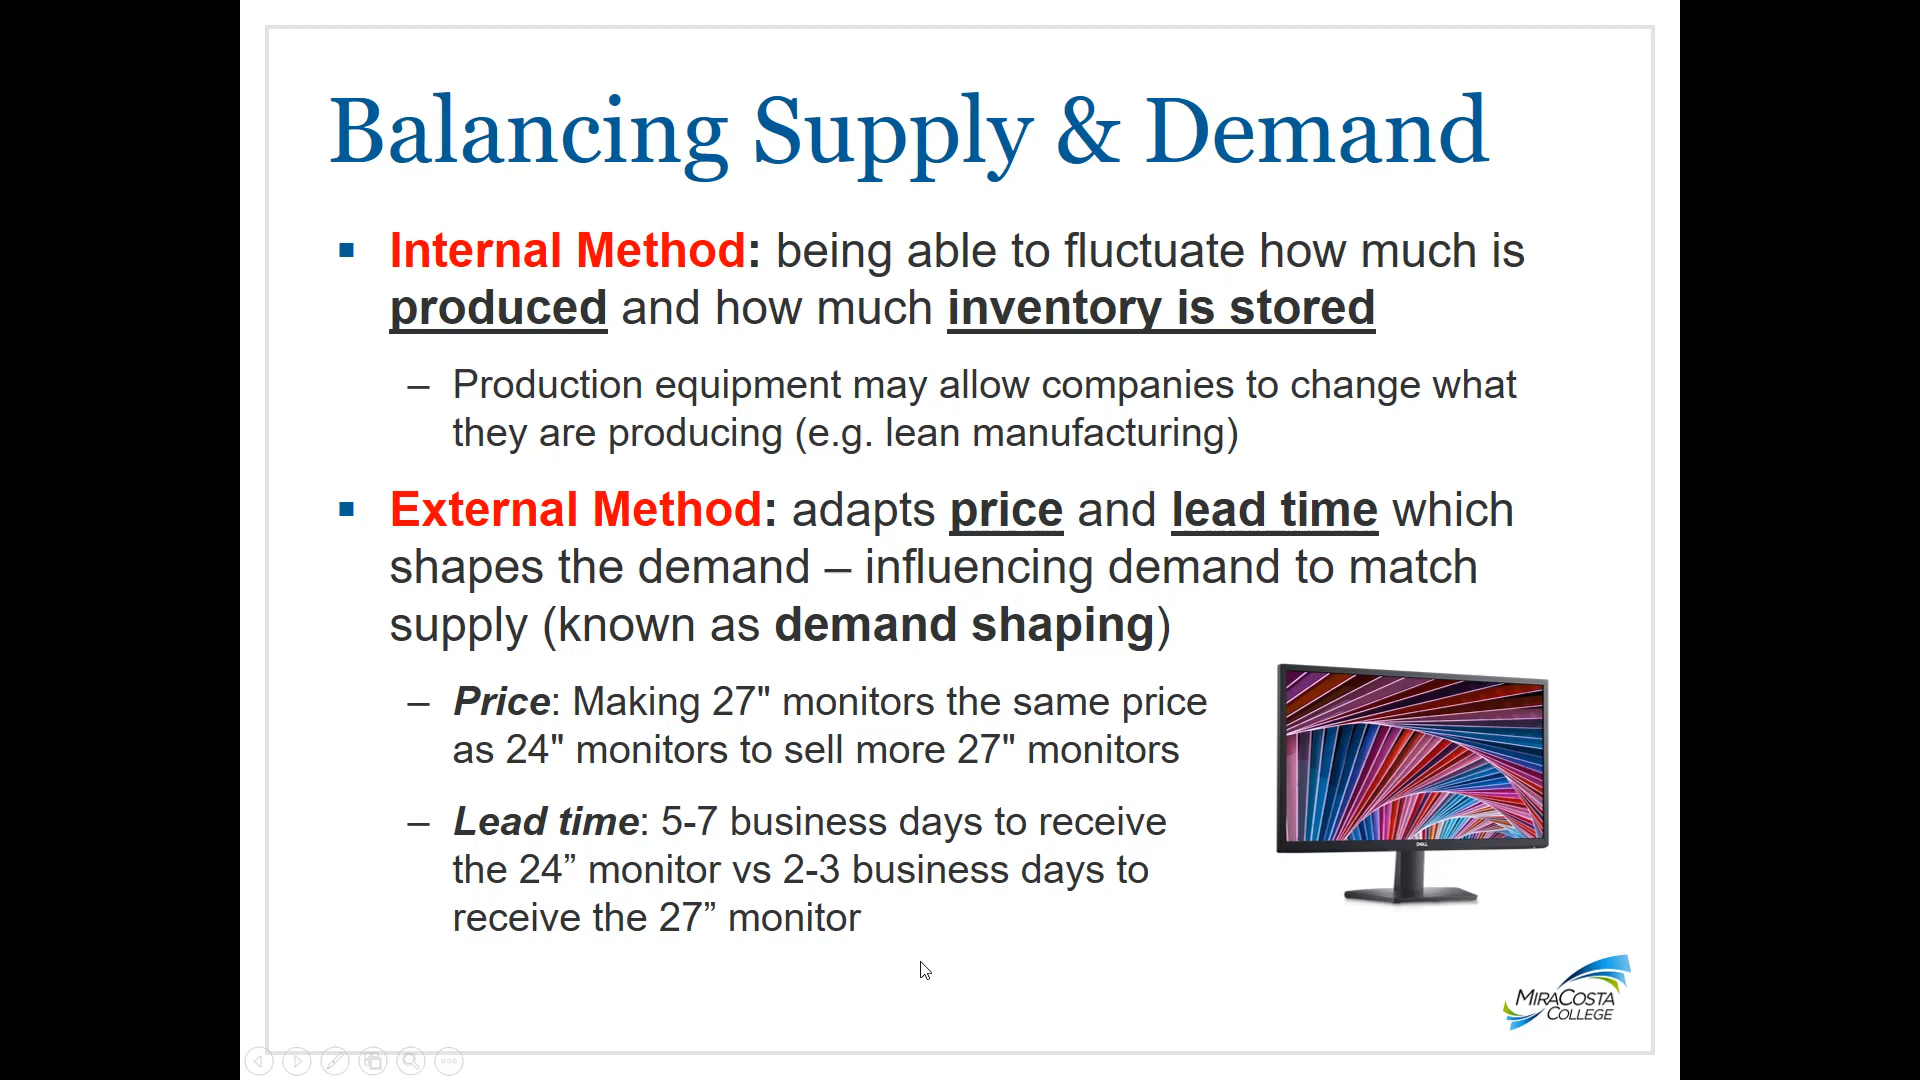 Balancing Supply & Demand
▪ Internal Method: being able to fluctuate how much is
produced and how much inventory is stored
– Production equipment may allow companies to change what
they are producing (e.g. lean manufacturing)
▪ External Method: adapts price and lead time which
shapes the demand – influencing demand to match
supply (known as demand shaping)
– Price: Making 27" monitors the same price
as 24" monitors to sell more 27" monitors
– Lead time: 5-7 business days to receive
the 24” monitor vs 2-3 business days to
receive the 27” monitor
DELL
MIRACOSTA
COLLEGE